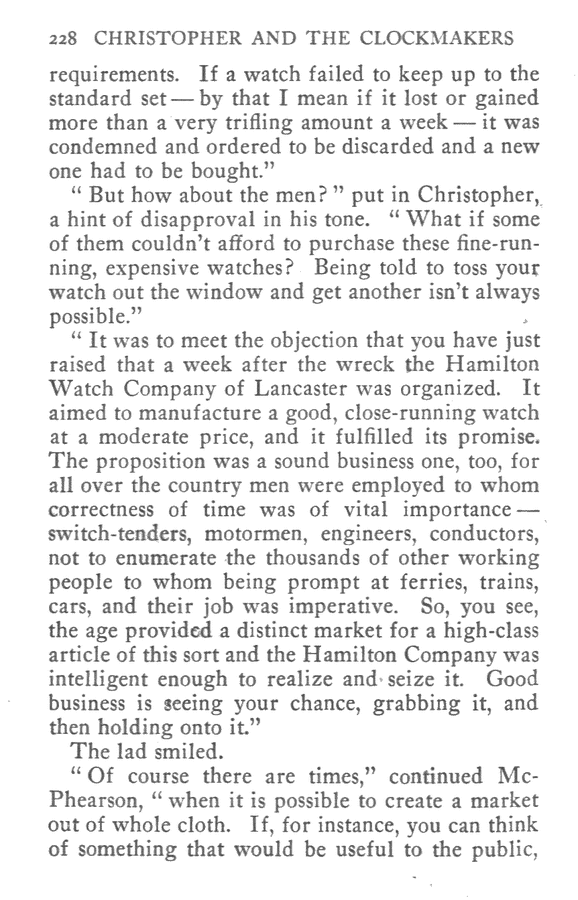 228 CHRISTOPHER AND THE CLOCKMAKERS
requirements. If a watch failed to keep up to the
standard set — by that I mean if it lost or gained
more than a very trifling amount a week — it was
condemned and ordered to be discarded and a new
one had to be bought.”
“ But how about the men? ” put in Christopher,
a hint of disapproval in his tone. “ What if some
of them couldn’t afford to purchase these fine-run-
ning, expensive watches? Being told to toss your
watch out the window and get another isn’t always
possible.”
“ It was to meet the objection that you have just
raised that a week after the wreck the Hamilton
Watch Company of Lancaster was organized. It
aimed to manufacture a good, close-running watch
at a moderate price, and it fulfilled its promise.
The proposition was a sound business one, too, for
all over the country men were employed to whom
correctness of time was of vital importance —
switch-tenders, motormen, engineers, conductors,
not to enumerate the thousands of other working
people to whom being prompt at ferries, trains,
cars, and their job was imperative. So, you see,
the age provided a distinct market for a high-class
article of this sort and the Hamilton Company was
intelligent enough to realize and seize it. Good
business is seeing your chance, grabbing it, and
then holding onto it.”
The lad smiled.
“ Of course there are times,” continued Mc-
Phearson, “ when it is possible to create a market
out of whole cloth. If, for instance, you can think
of something that would be useful to the public,